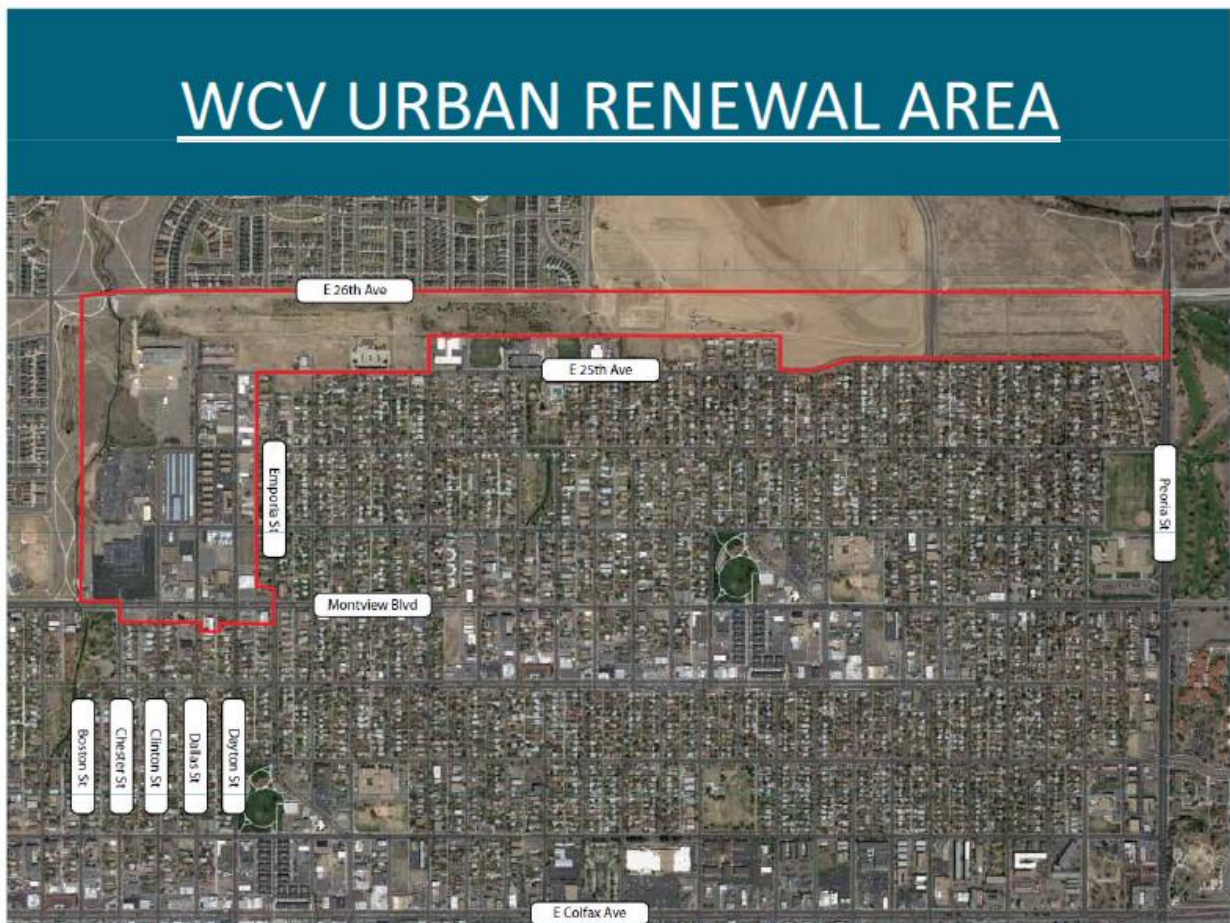 WCV URBAN RENEWAL AREA
E 26th Ave
E 25th Ave
Emporia St
Peoria St
Montview Blvd
Boston St
Chester St
Clinton St
Dallas St
Dayton St
E Colfax Ave